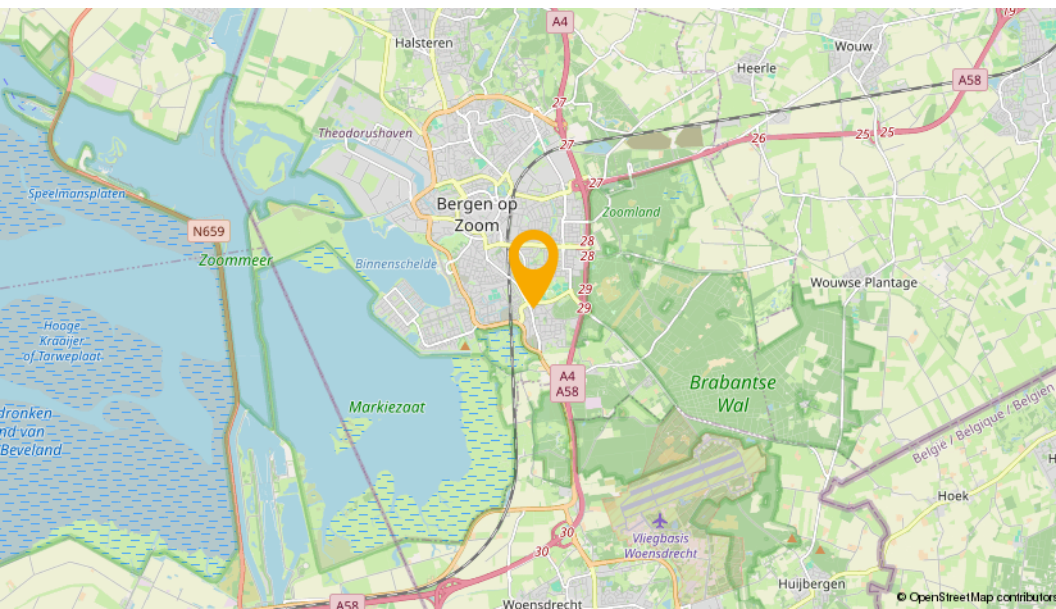 19
A4
Halsteren
Wouw
Heerle
A58
27
Theodorushaven
27
26
25
25
27
Speelmansplaten
Bergen op
Zoom
Zoomland
N659
28
28
Zoommeer
Binnenschelde
Wouwse Plantage
29
29
Hooge
Kraaijer
of Tarweplaat
A4
A58
Brabantse
Wal
Markiezaat
dronken
nd van
Beveland
België / Belgique / Belgien
H
Hoek
30
Vliegbasis
Woensdrecht
30
Huijbergen
© OpenStreetMap contributors
A58
Woensdrecht